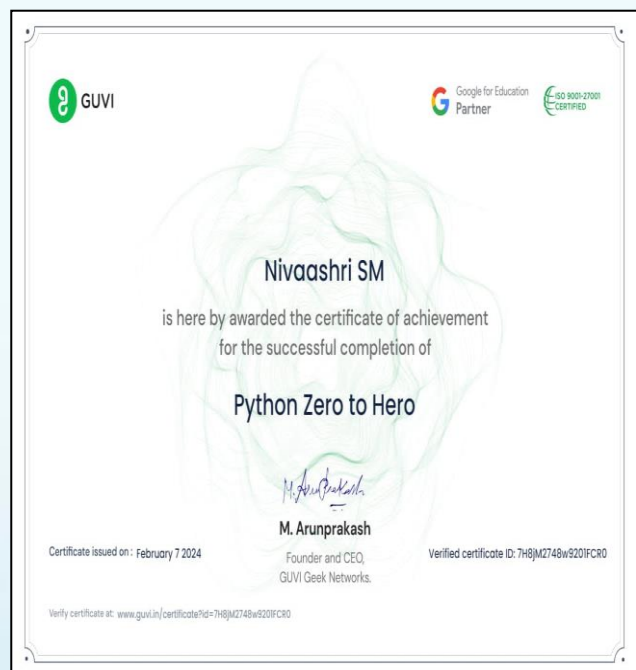 GUVI
Google for Education
Partner
ISO 9001-27001
CERTIFIED
Nivaashri SM
is here by awarded the certificate of achievement
for the successful completion of
Python Zero to Hero
M. Arunprakash
M. Arunprakash
Founder and CEO,
GUVI Geek Networks.
Certificate issued on : February 7 2024
Verified certificate ID: 7H8jM2748w9201FCR0
Verify certificate at: www.guvi.in/certificate?id=7H8jM2748w9201FCR0